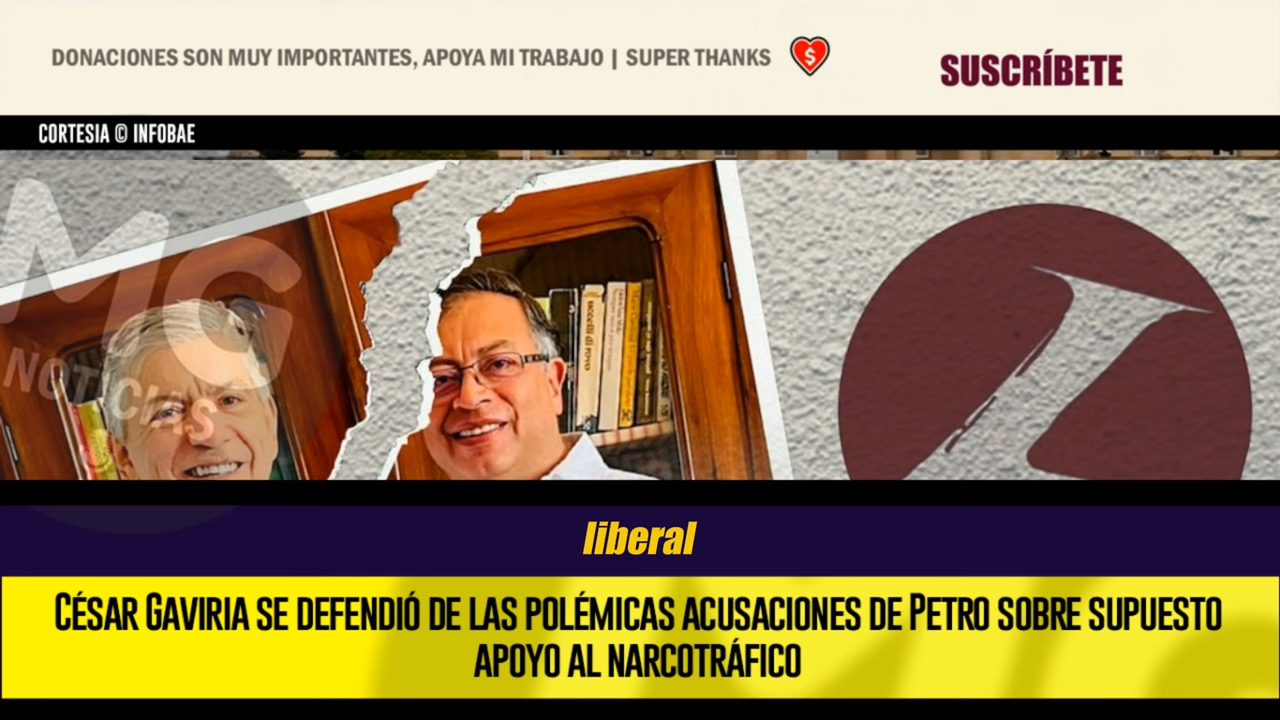 DONACIONES SON MUY IMPORTANTES, APOYA MI TRABAJO | SUPER THANKS
SUSCRÍBETE
CORTESIA © INFOBAE
MG
NOTICIAS
liberal
CÉSAR GAVIRIA SE DEFENDIÓ DE LAS POLÉMICAS ACUSACIONES DE PETRO SOBRE SUPUESTO
APOYO AL NARCOTRÁFICO